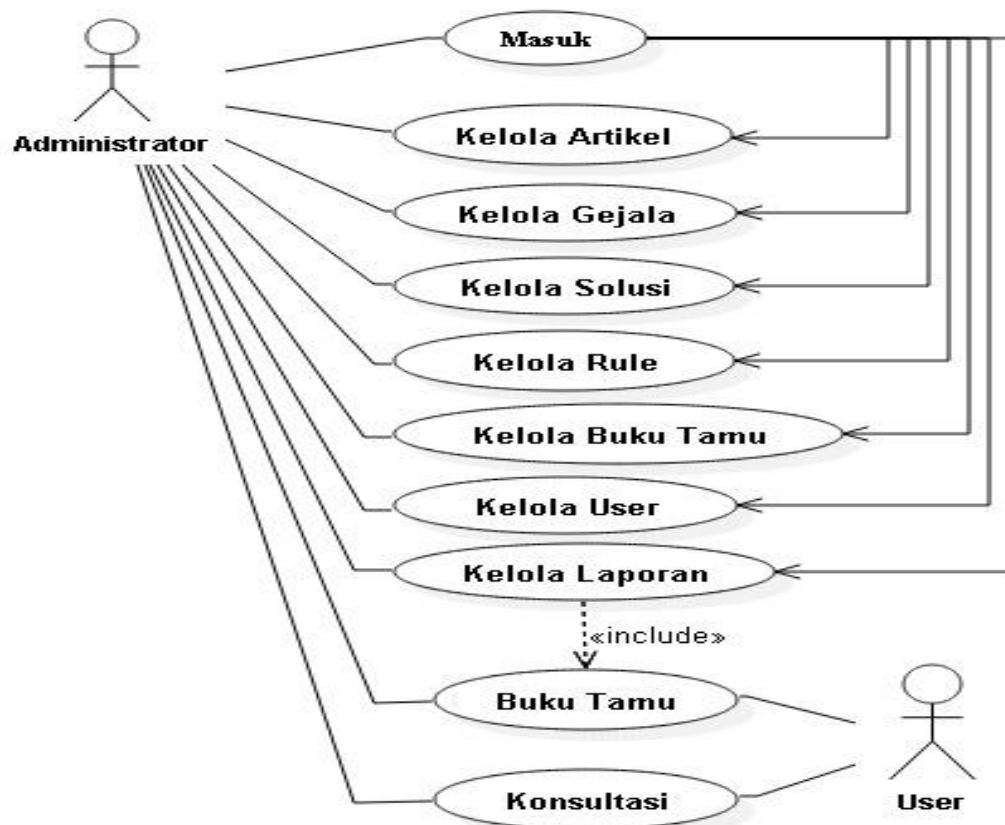 Masuk
Administrator
Kelola Artikel
Kelola Gejala
Kelola Solusi
Kelola Rule
Kelola Buku Tamu
Kelola User
Kelola Laporan
«include»
Buku Tamu
Konsultasi
User